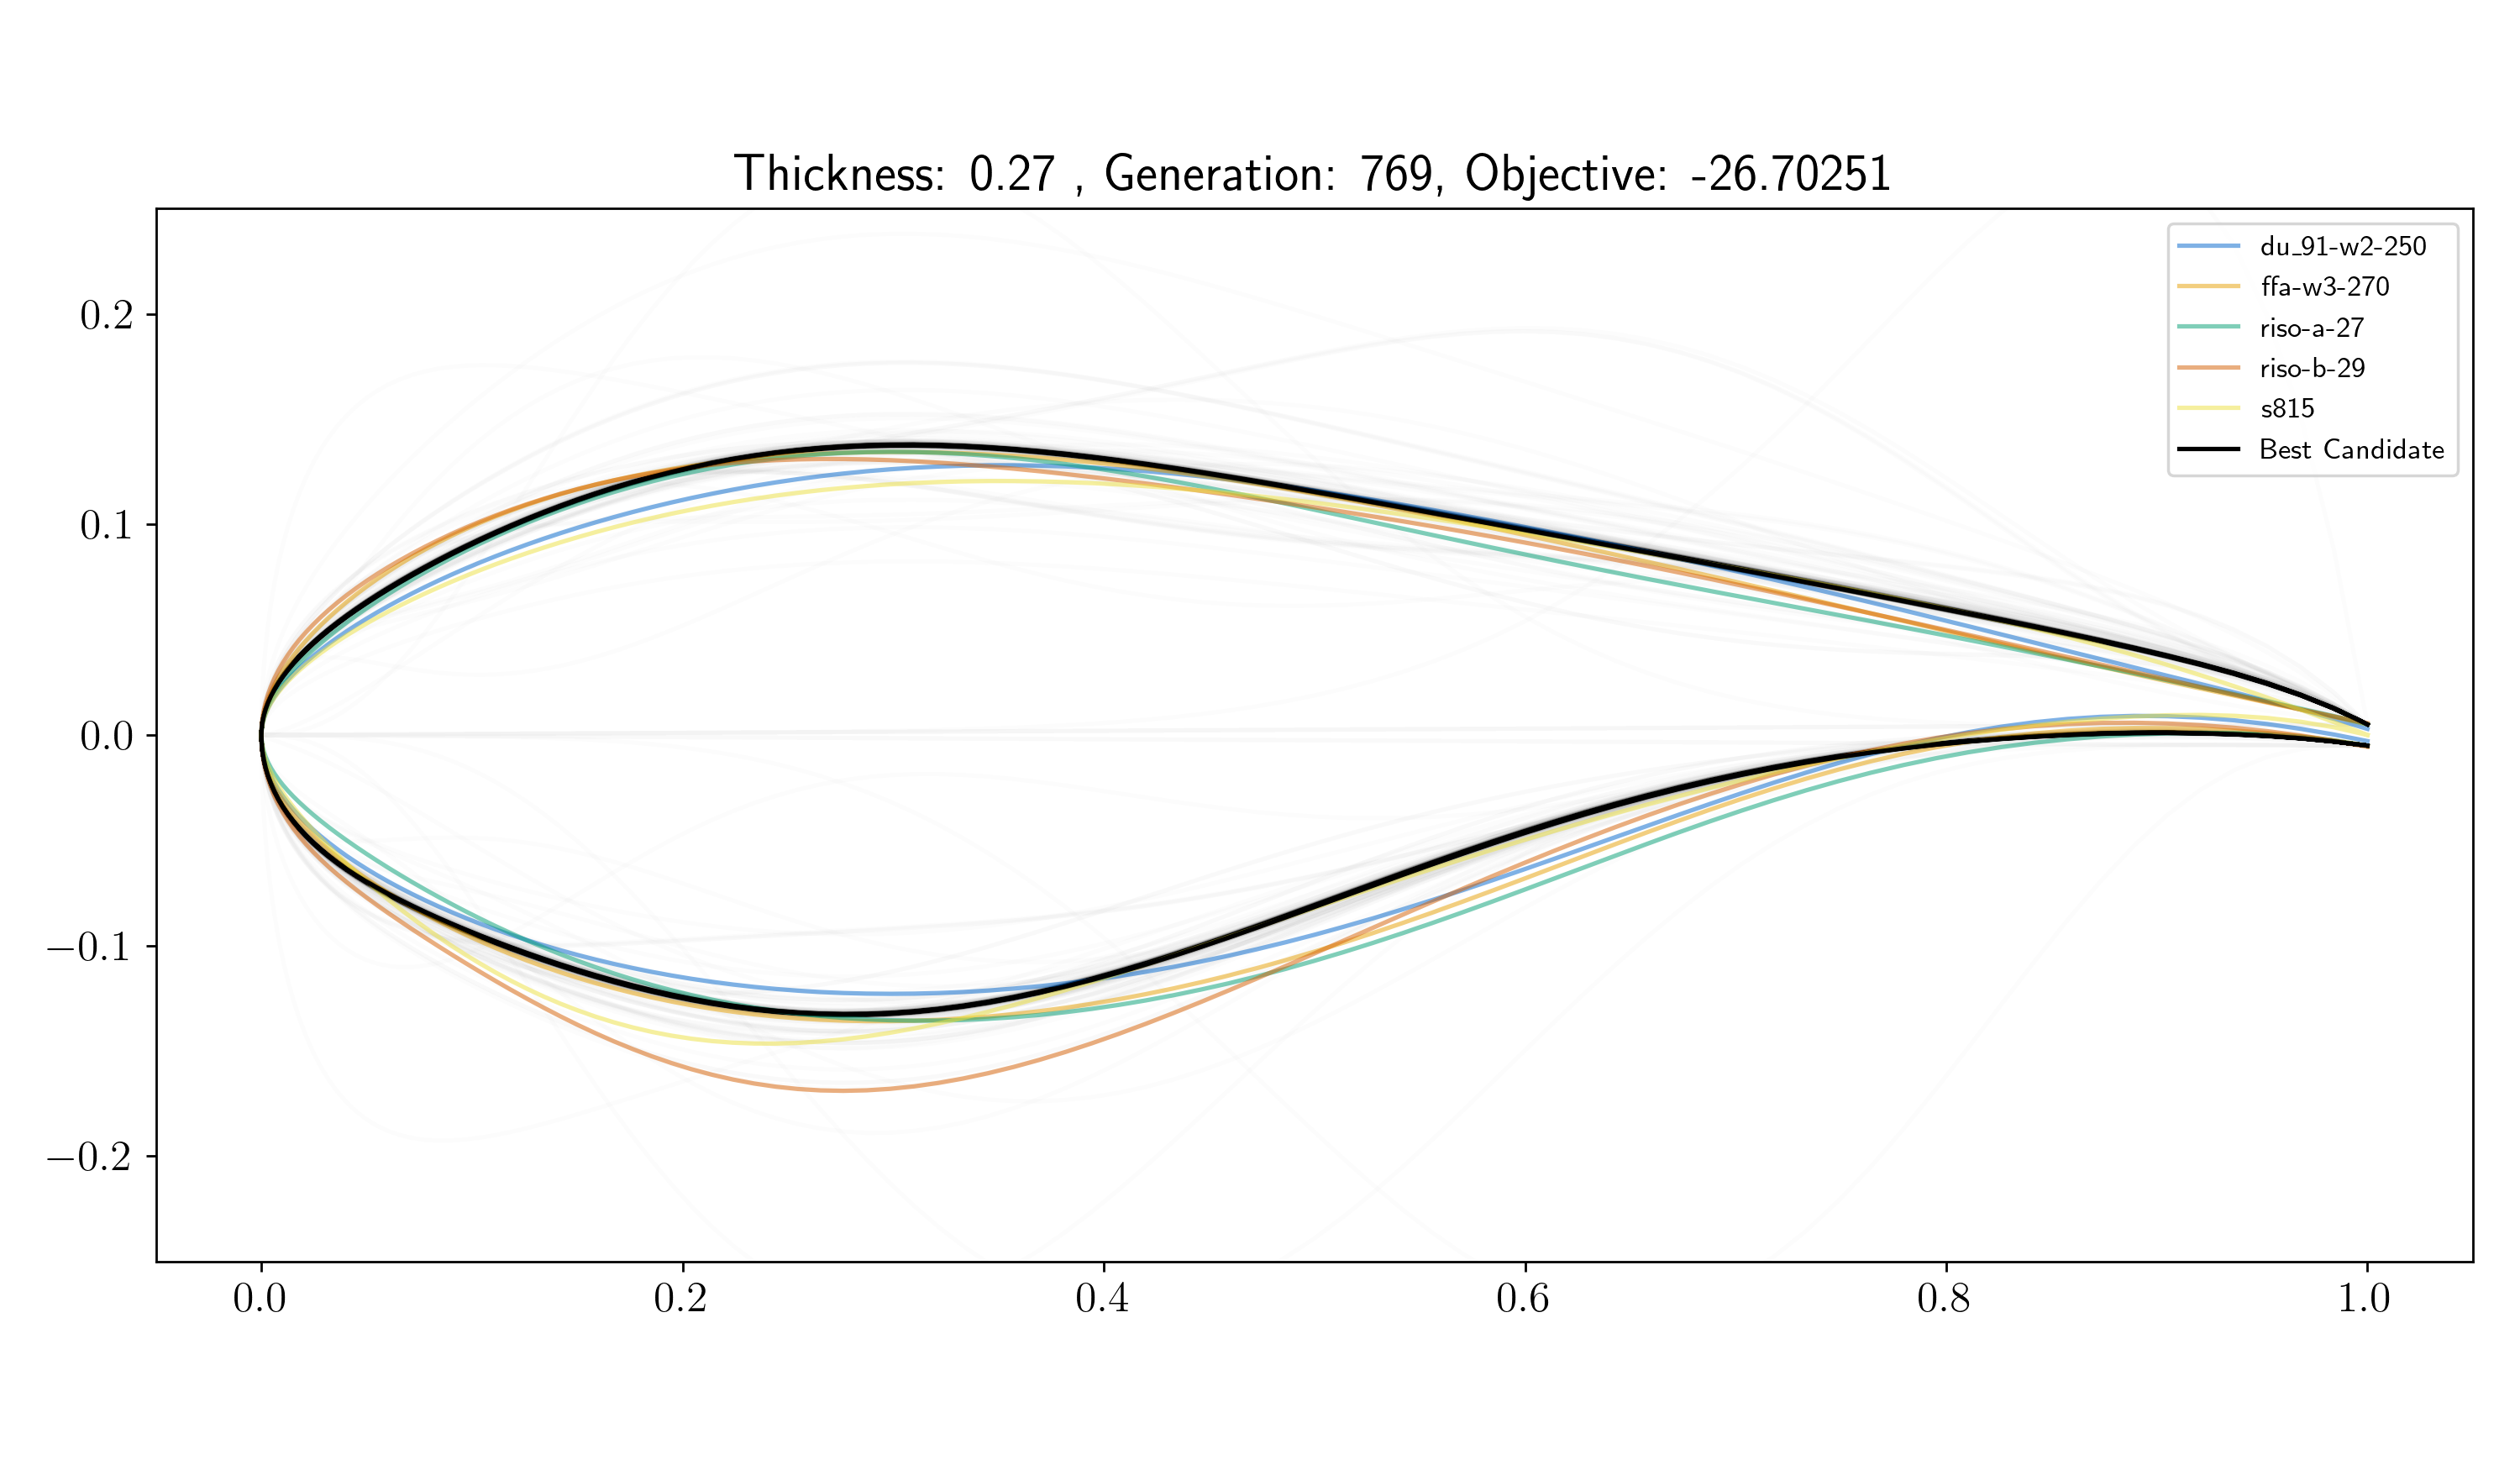 Thickness: 0.27 , Generation: 769, Objective: -26.70251
du_91-w2-250
ffa-w3-270
riso-a-27
riso-b-29
s815
Best Candidate
0.2
0.1
0.0
−0.1
−0.2
0.0 0.2 0.4 0.6 0.8 1.0